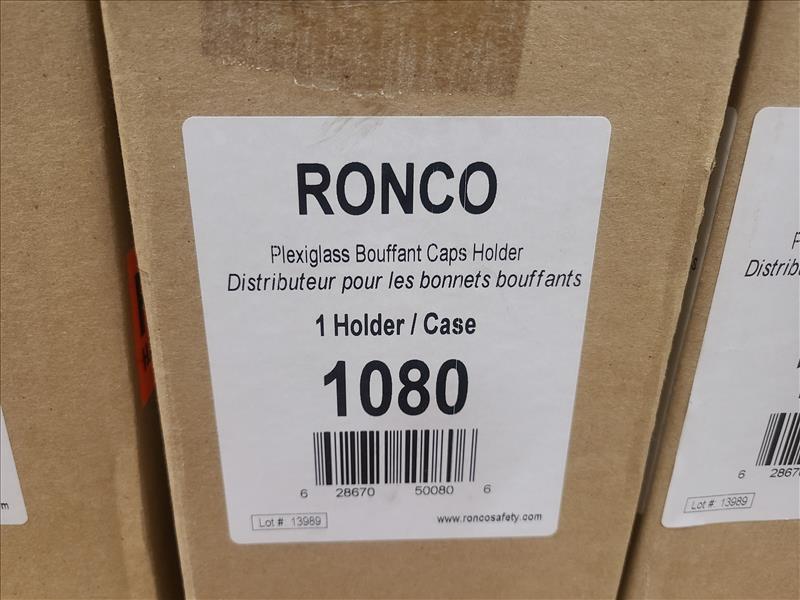 RONCO
Plexiglass Bouffant Caps Holder
Distributeur pour les bonnets bouffants
1 Holder / Case
1080
6 28670 50080 6
Lot # 13989
www.roncosafety.com
6 2867
Lot # 13989